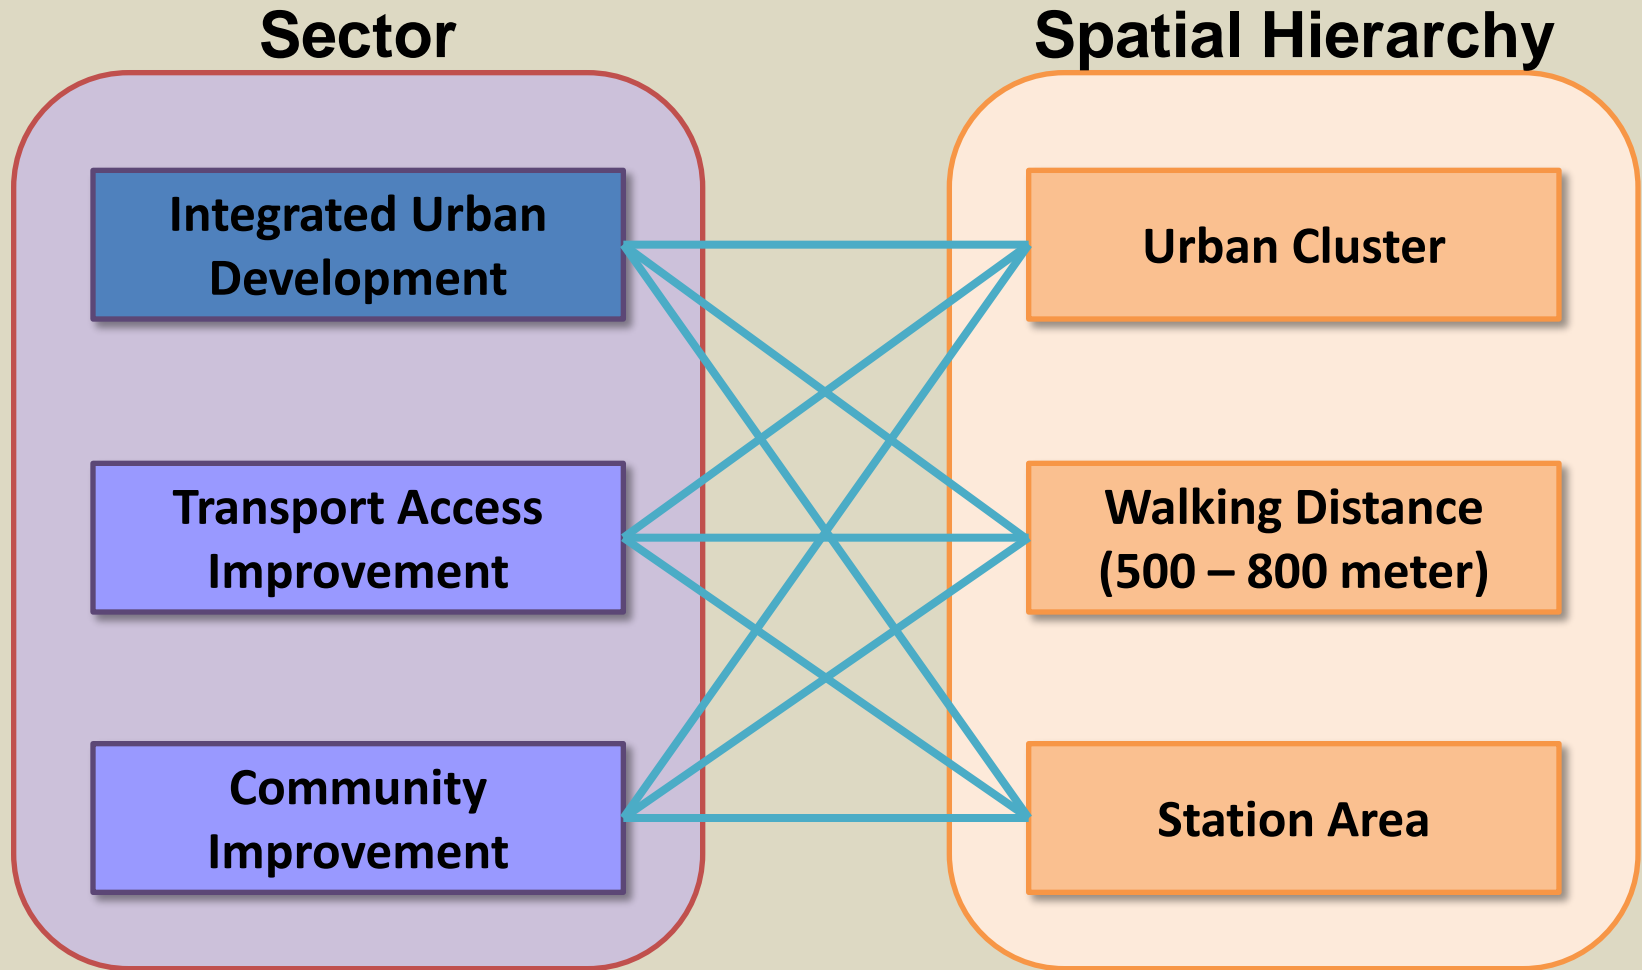 Sector
Integrated Urban
Development
Transport Access
Improvement
Community
Improvement
Spatial Hierarchy
Urban Cluster
Walking Distance
(500 – 800 meter)
Station Area